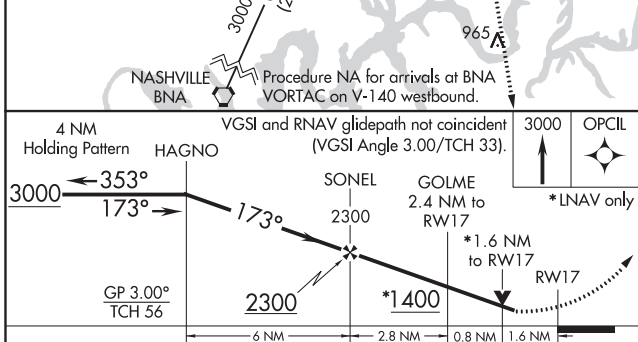 3000
(2
965
NASHVILLE
BNA
Procedure NA for arrivals at BNA
VORTAC on V-140 westbound.
VGSI and RNAV glidepath not coincident
(VGSI Angle 3.00/TCH 33).
3000
OPCIL
4 NM
Holding Pattern
HAGNO
3000
353°
173°
173°
SONEL
2300
GOLME
2.4 NM to
RW17
*LNAV only
*1.6 NM
to RW17
RW17
GP 3.00°
TCH 56
2300
*1400
6 NM
2.8 NM
0.8 NM
1.6 NM